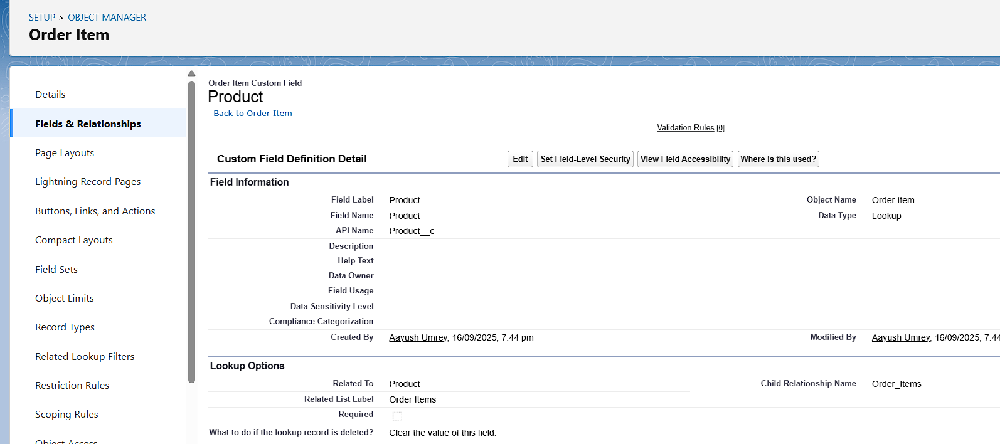 SETUP > OBJECT MANAGER
Order Item
Details
Fields & Relationships
Page Layouts
Lightning Record Pages
Buttons, Links, and Actions
Compact Layouts
Field Sets
Object Limits
Record Types
Related Lookup Filters
Restriction Rules
Scoping Rules
Object Access
Order Item Custom Field
Product
Back to Order Item
Validation Rules [0]
Custom Field Definition Detail
Edit
Set Field-Level Security
View Field Accessibility
Where is this used?
Field Information
Field Label Product Object Name Order Item
Field Name Product Data Type Lookup
API Name Product__c
Description
Help Text
Data Owner
Field Usage
Data Sensitivity Level
Compliance Categorization
Created By Aayush Umrey, 16/09/2025, 7:44 pm Modified By Aayush Umrey, 16/09/2025, 7:44
Lookup Options
Related To Product Child Relationship Name Order_Items
Related List Label Order Items
Required
What to do if the lookup record is deleted? Clear the value of this field.